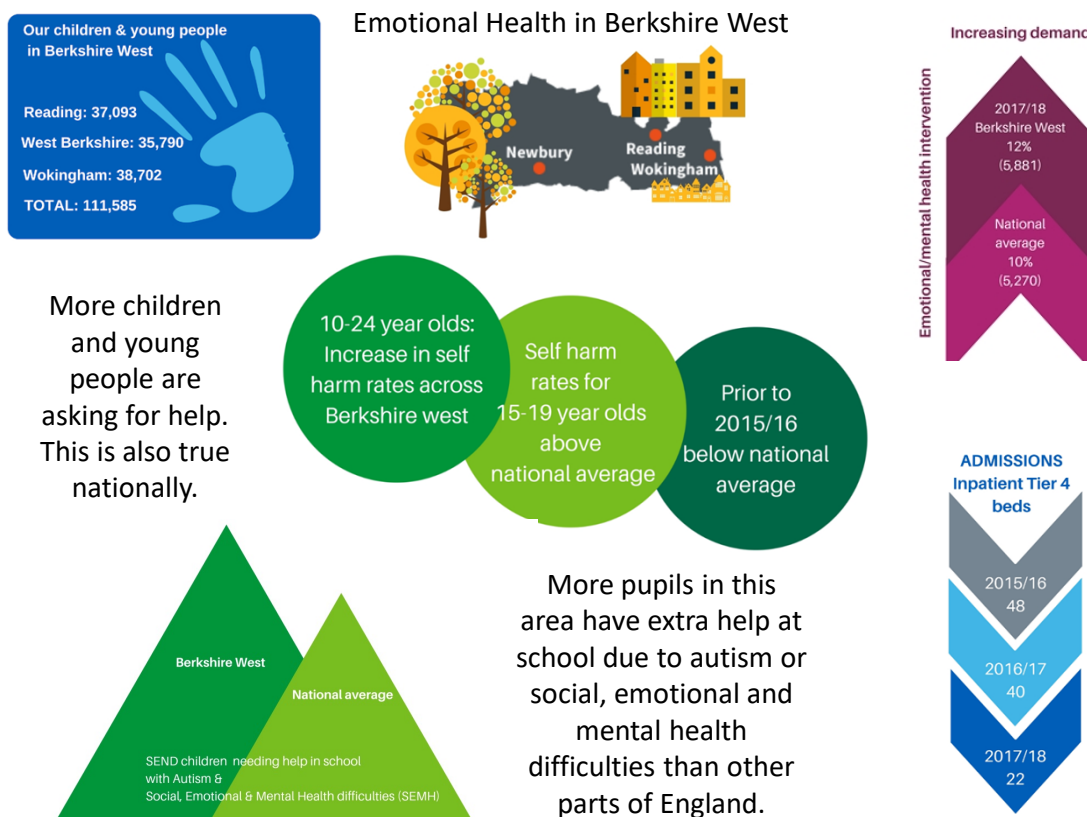 Emotional Health in Berkshire West
Our children & young people
in Berkshire West
Reading: 37,093
West Berkshire: 35,790
Wokingham: 38,702
TOTAL: 111,585
Newbury
Reading
Wokingham
Increasing demand
Emotional/mental health intervention
2017/18
Berkshire West
12%
(5,881)
National
average
10%
(5,270)
More children
and young
people are
asking for help.
This is also true
nationally.
10-24 year olds:
Increase in self
harm rates across
Berkshire west
Self harm
rates for
15-19 year olds
above
national average
Prior to
2015/16
below national
average
ADMISSIONS
Inpatient Tier 4
beds
2015/16
48
2016/17
40
2017/18
22
Berkshire West
National average
SEND children needing help in school
with Autism &
Social, Emotional & Mental Health difficulties (SEMH)
More pupils in this
area have extra help at
school due to autism or
social, emotional and
mental health
difficulties than other
parts of England.